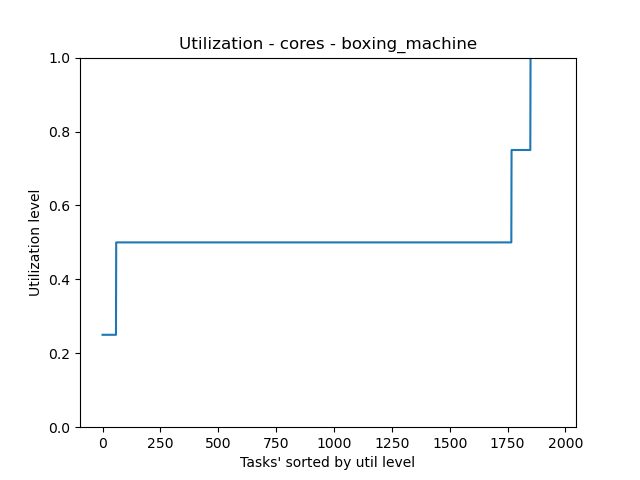 Utilization - cores - boxing_machine
1.0
0.8
0.6
0.4
0.2
0.0
Utilization level
0 250 500 750 1000 1250 1500 1750 2000
Tasks' sorted by util level